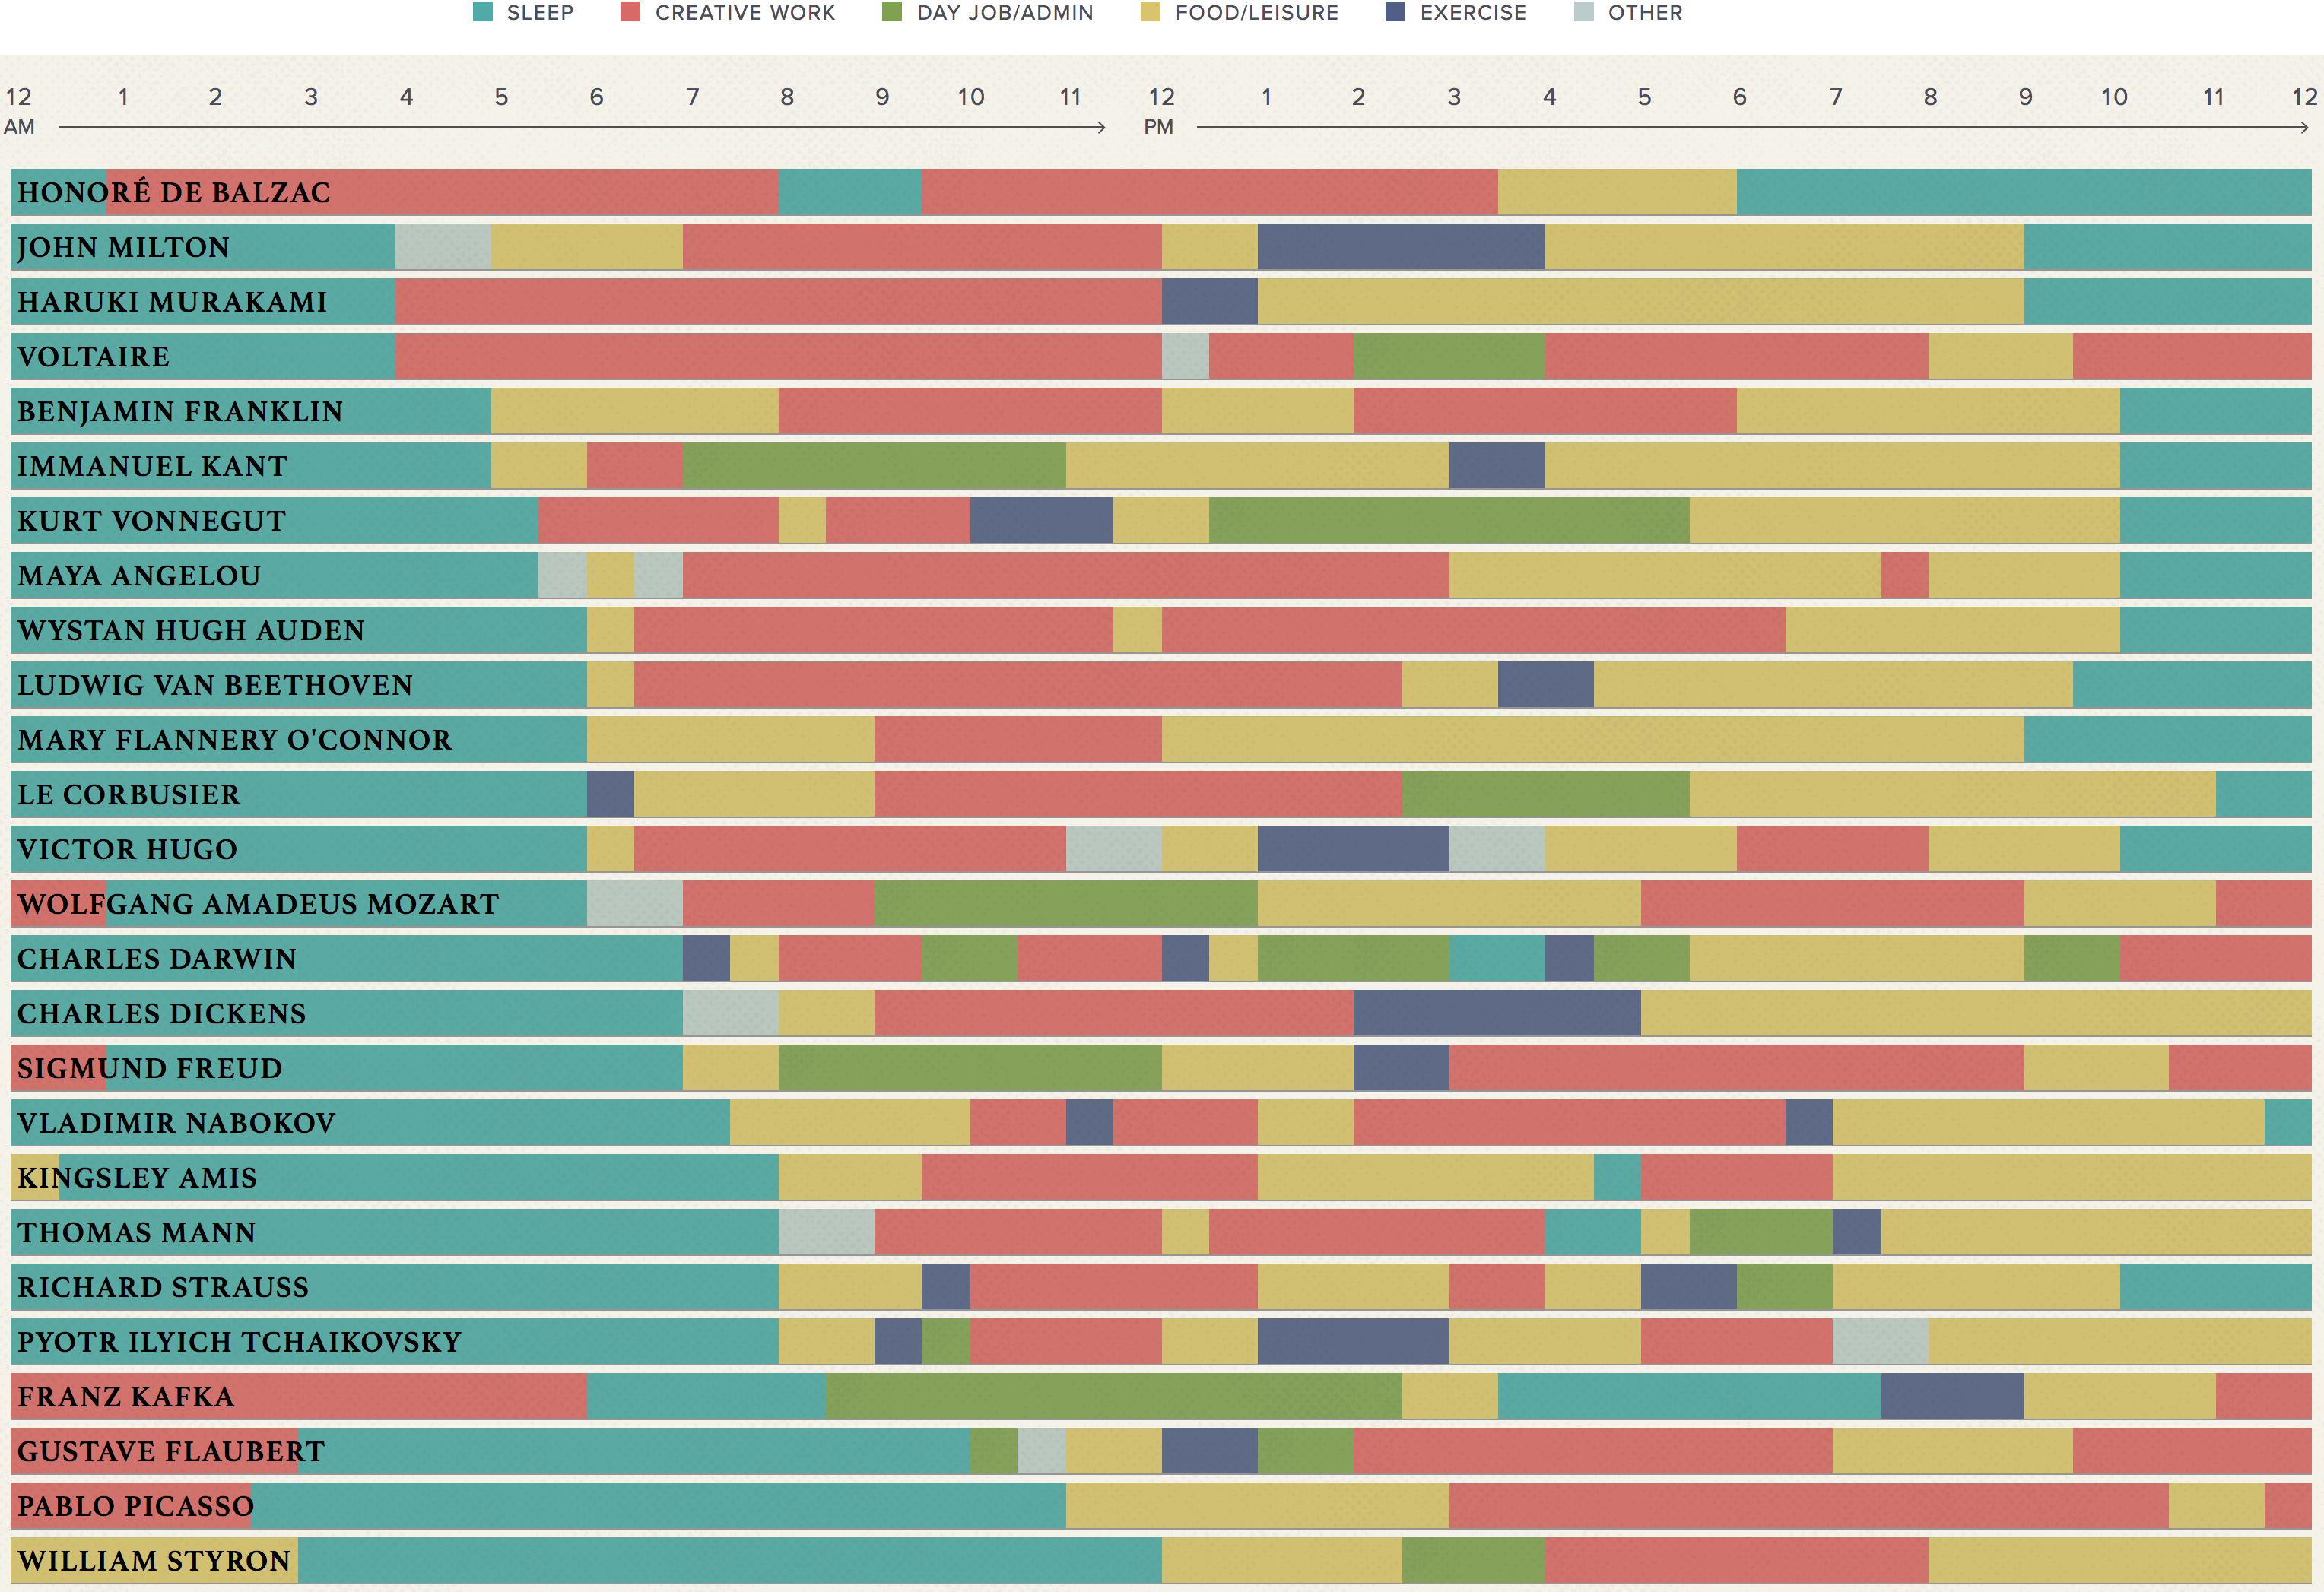 SLEEP CREATIVE WORK DAY JOB/ADMIN FOOD/LEISURE EXERCISE OTHER
12 1 2 3 4 5 6 7 8 9 10 11 12 1 2 3 4 5 6 7 8 9 10 11 12
AM PM
HONORÉ DE BALZAC
JOHN MILTON
HARUKI MURAKAMI
VOLTAIRE
BENJAMIN FRANKLIN
IMMANUEL KANT
KURT VONNEGUT
MAYA ANGELOU
WYSTAN HUGH AUDEN
LUDWIG VAN BEETHOVEN
MARY FLANNERY O'CONNOR
LE CORBUSIER
VICTOR HUGO
WOLFGANG AMADEUS MOZART
CHARLES DARWIN
CHARLES DICKENS
SIGMUND FREUD
VLADIMIR NABOKOV
KINGSLEY AMIS
THOMAS MANN
RICHARD STRAUSS
PYOTR ILYICH TCHAIKOVSKY
FRANZ KAFKA
GUSTAVE FLAUBERT
PABLO PICASSO
WILLIAM STYRON